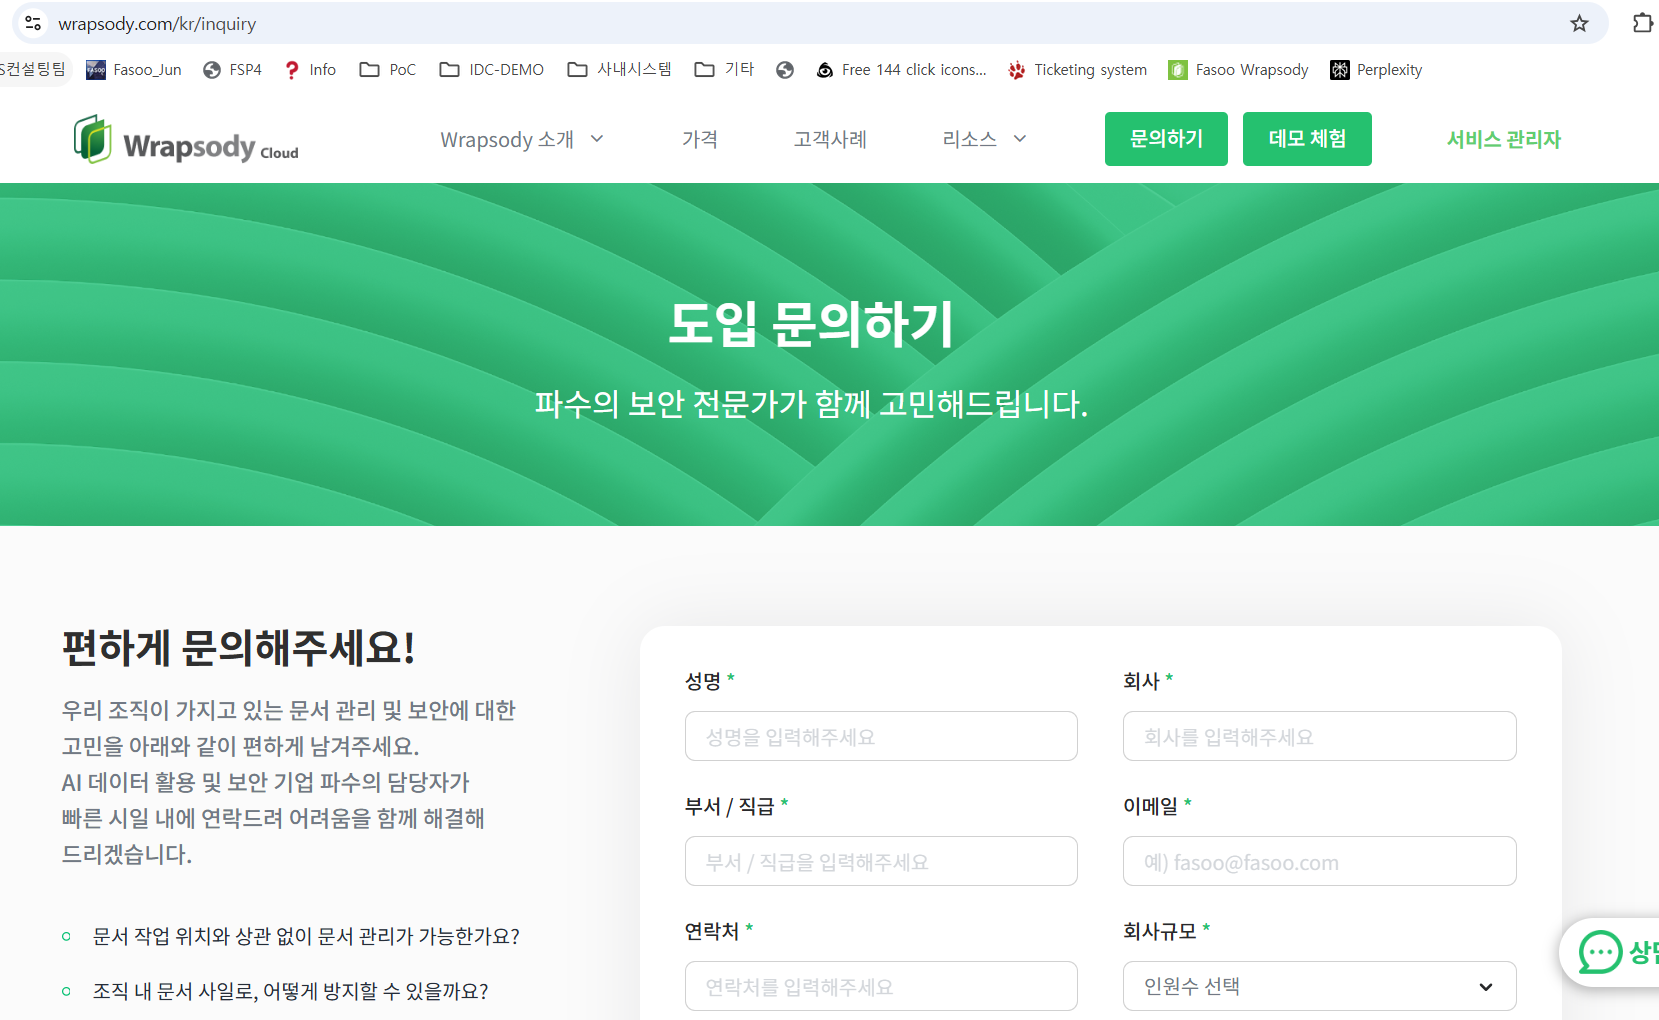 wrapsody.com/kr/inquiry
S컨설팅팀 Fasoo_Jun FSP4 Info PoC IDC-DEMO 사내시스템 기타 Free 144 click icons... Ticketing system Fasoo Wrapsody Perplexity
Wrapsody Cloud Wrapsody 소개 가격 고객사례 리소스 문의하기 데모 체험 서비스 관리자
도입 문의하기
파수의 보안 전문가가 함께 고민해드립니다.
편하게 문의해주세요!
우리 조직이 가지고 있는 문서 관리 및 보안에 대한
고민을 아래와 같이 편하게 남겨주세요.
AI 데이터 활용 및 보안 기업 파수의 담당자가
빠른 시일 내에 연락드려 어려움을 함께 해결해
드리겠습니다.
문서 작업 위치와 상관 없이 문서 관리가 가능한가요?
조직 내 문서 사일로, 어떻게 방지할 수 있을까요?
성명 *
성명을 입력해주세요
회사 *
회사를 입력해주세요
부서 / 직급 *
부서 / 직급을 입력해주세요
이메일 *
예) fasoo@fasoo.com
연락처 *
연락처를 입력해주세요
회사규모 *
인원수 선택